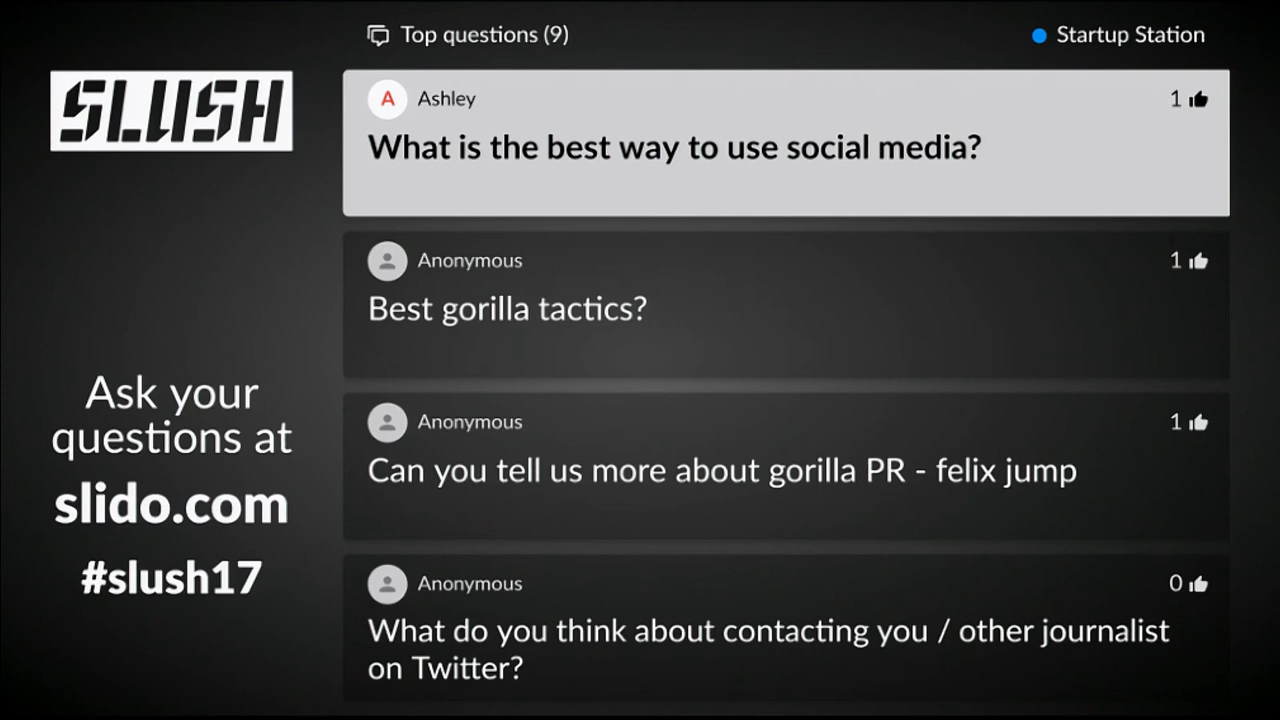 Top questions (9)
Startup Station
SLUSH
A Ashley
1
What is the best way to use social media?
Anonymous
1
Best gorilla tactics?
Anonymous
1
Can you tell us more about gorilla PR - felix jump
Anonymous
0
What do you think about contacting you / other journalist
on Twitter?
Ask your
questions at
slido.com
#slush17